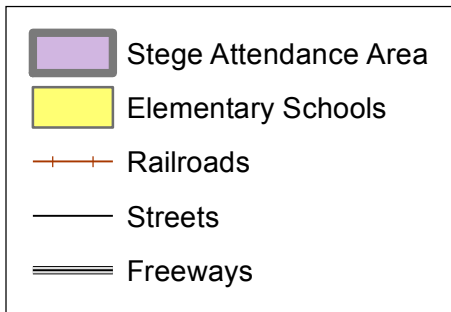 Stege Attendance Area
Elementary Schools
Railroads
Streets
Freeways